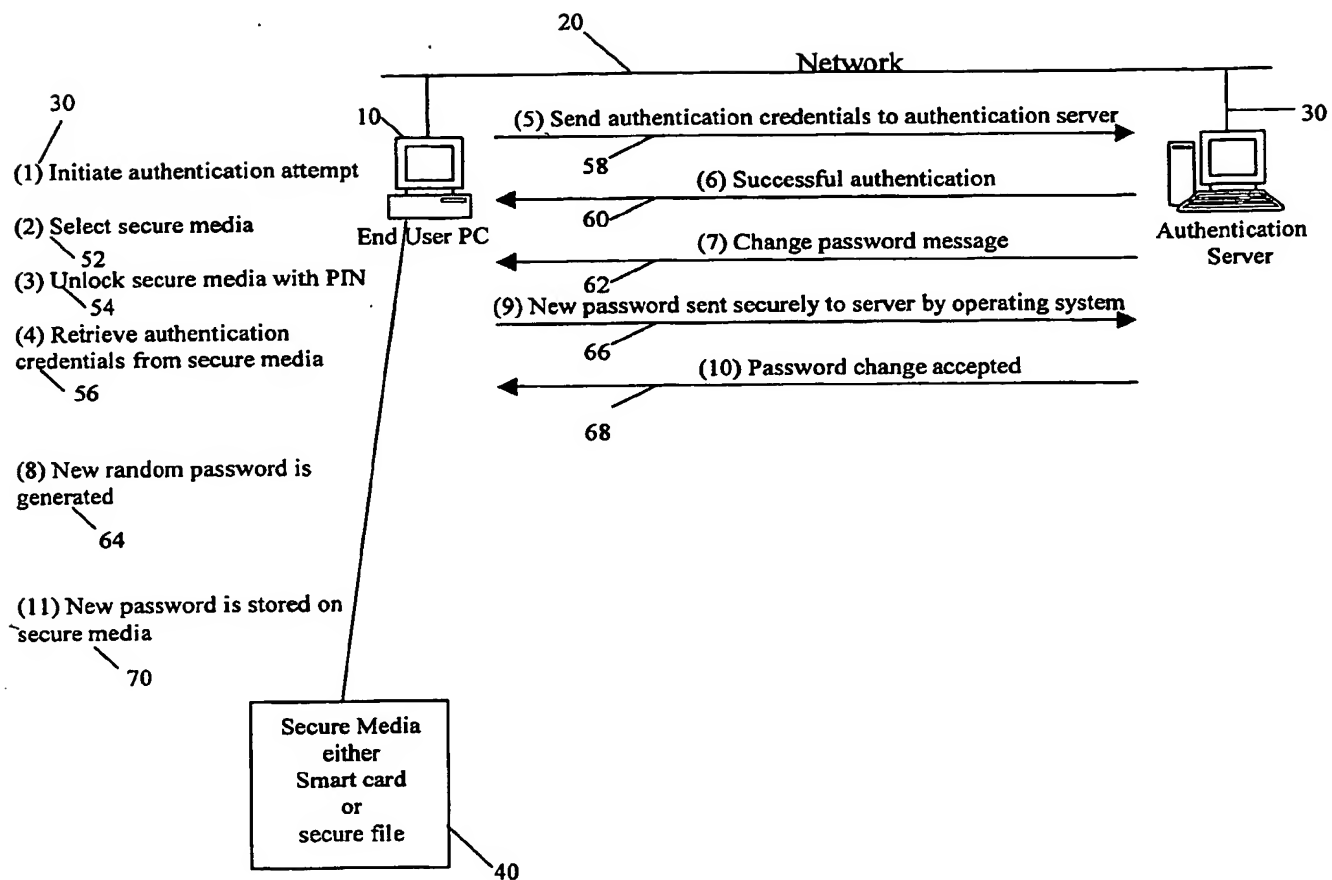 20
Network
30
10
(5) Send authentication credentials to authentication server
30
(1) Initiate authentication attempt
58
(6) Successful authentication
(2) Select secure media
60
End User PC
(7) Change password message
Authentication
Server
52
(3) Unlock secure media with PIN
62
54
(9) New password sent securely to server by operating system
(4) Retrieve authentication
credentials from secure media
66
(10) Password change accepted
56
68
(8) New random password is
generated
64
(11) New password is stored on
secure media
70
Secure Media
either
Smart card
or
secure file
40